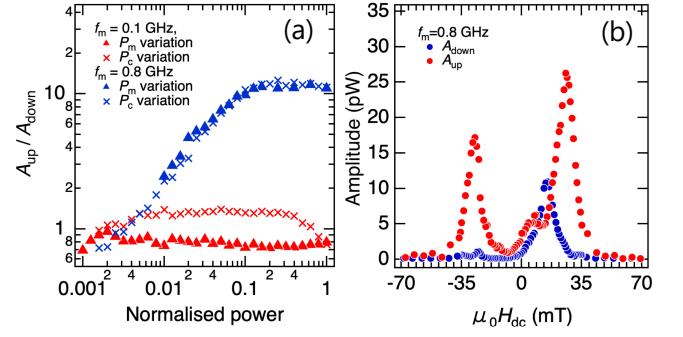 (a)
f_m = 0.1 GHz,
P_m variation
P_c variation
f_m = 0.8 GHz
P_m variation
P_c variation
A_up / A_down
4
2
10
8
6
4
2
1
8
6
0.001
2
4
0.01
2
4
0.1
2
4
1
Normalised power
(b)
f_m=0.8 GHz
A_down
A_up
Amplitude (pW)
35
30
25
20
15
10
5
0
-70
-35
0
35
70
μ₀H_dc (mT)